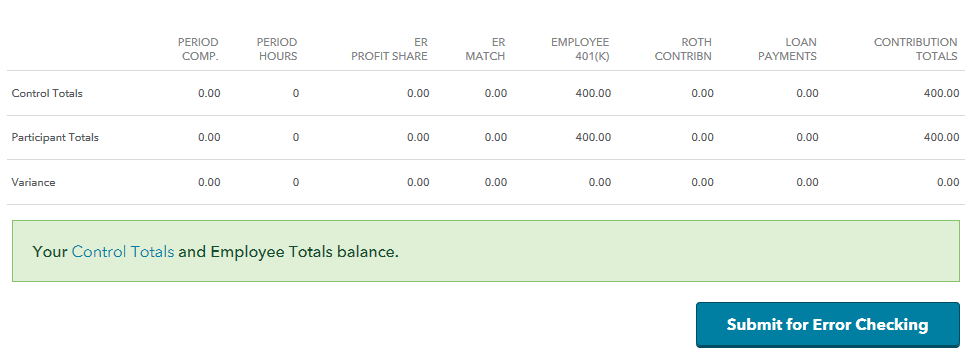 PERIOD COMP. PERIOD HOURS ER PROFIT SHARE ER MATCH EMPLOYEE 401(K) ROTH CONTRIBN LOAN PAYMENTS CONTRIBUTION TOTALS
Control Totals 0.00 0 0.00 0.00 400.00 0.00 0.00 400.00
Participant Totals 0.00 0 0.00 0.00 400.00 0.00 0.00 400.00
Variance 0.00 0 0.00 0.00 0.00 0.00 0.00 0.00
Your Control Totals and Employee Totals balance.
Submit for Error Checking